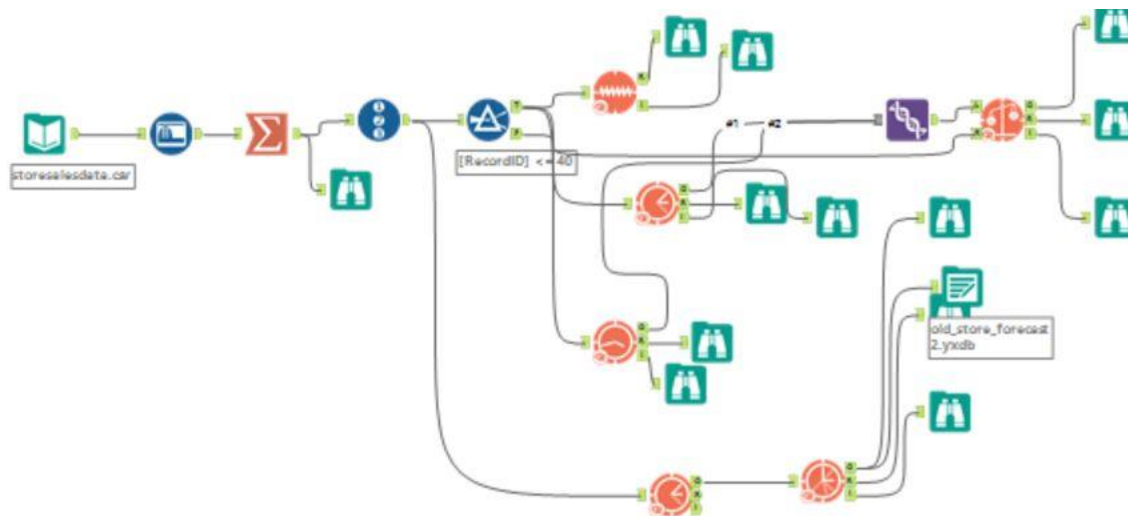 #1
#2
storesalesdata.csv
[RecordID] <= 40
old_store_forecast
2.yxdb